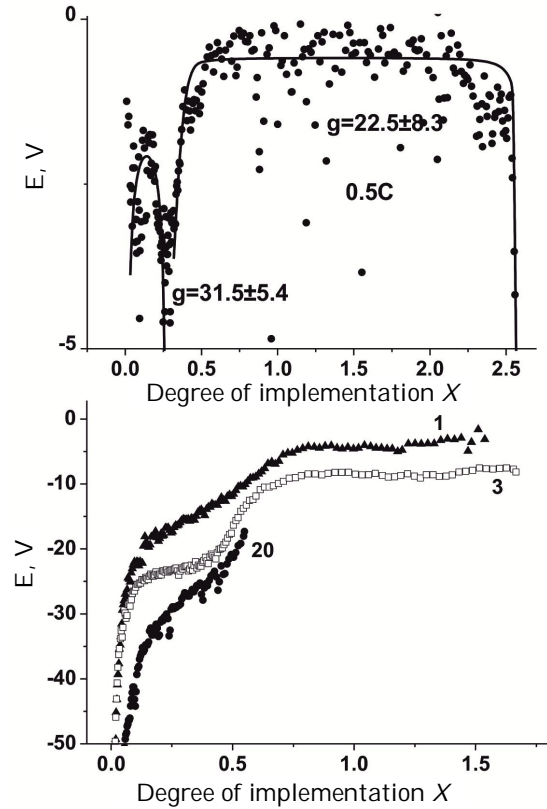 0
E, V
g=22.5±8.3
0.5C
g=31.5±5.4
-5
0.0 0.5 1.0 1.5 2.0 2.5
Degree of implementation X
0
1
-10
3
E, V
-20
20
-30
-40
-50
0.0 0.5 1.0 1.5
Degree of implementation X